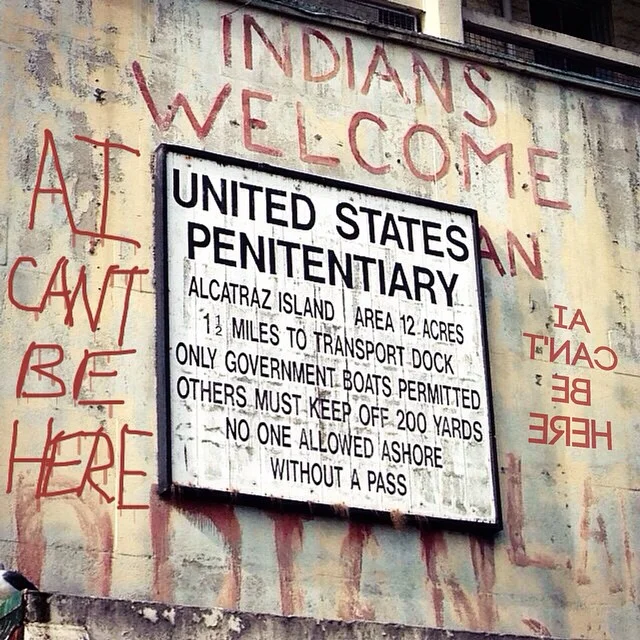 INDIANS
WELCOME
AI
CANT
BE
HERE
UNITED STATES
PENITENTIARY
ALCATRAZ ISLAND AREA 12 ACRES
1½ MILES TO TRANSPORT DOCK
ONLY GOVERNMENT BOATS PERMITTED
OTHERS MUST KEEP OFF 200 YARDS
NO ONE ALLOWED ASHORE
WITHOUT A PASS
AN
AI
CAN'T
BE
HERE